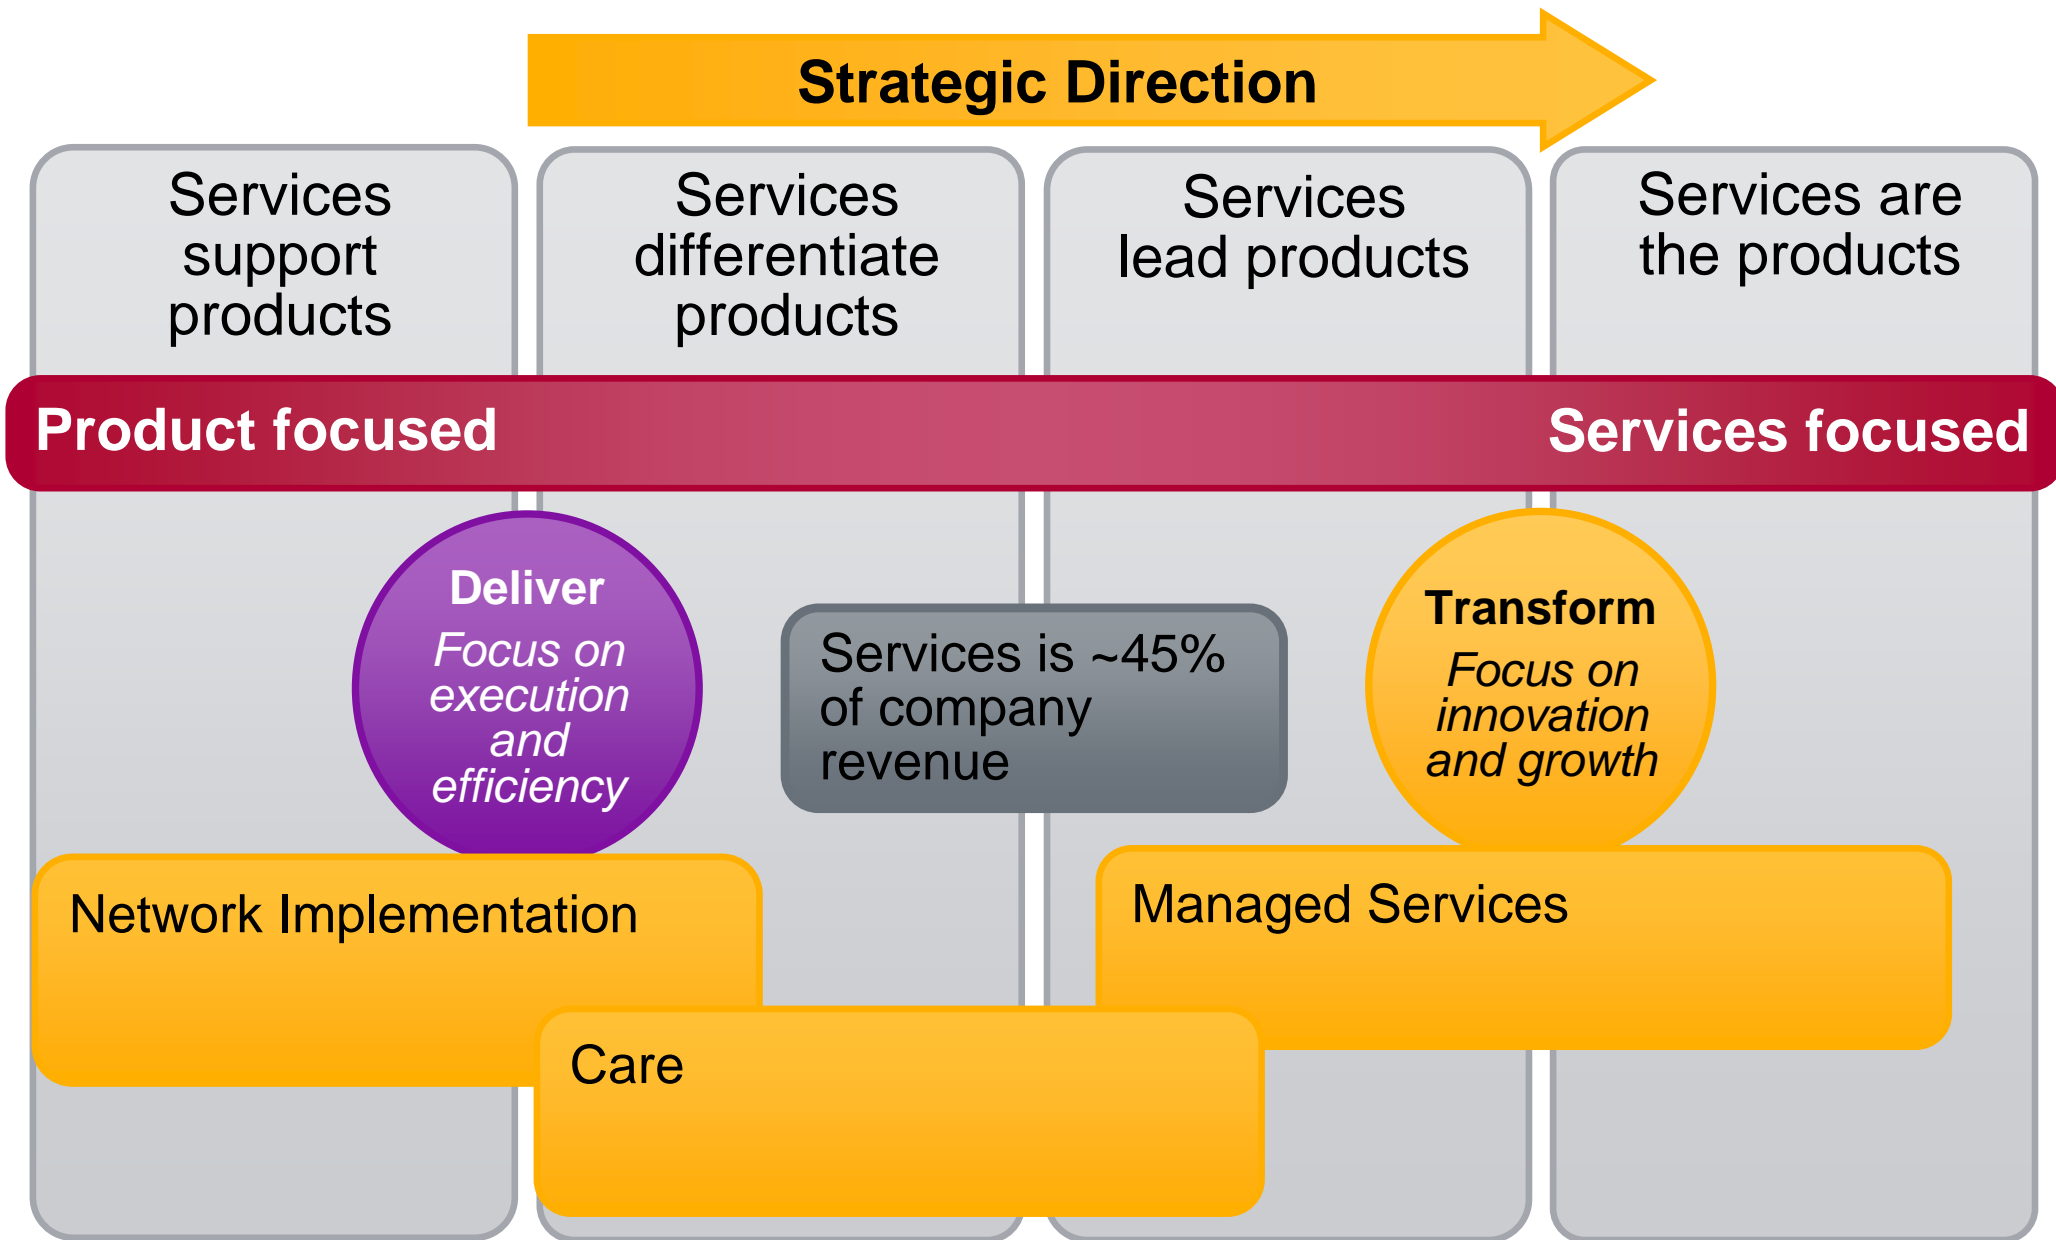 Strategic Direction
Services
support
products
Services
differentiate
products
Services
lead products
Services are
the products
Product focused
Services focused
Deliver
Focus on
execution
and
efficiency
Services is ~45%
of company
revenue
Transform
Focus on
innovation
and growth
Network Implementation
Managed Services
Care